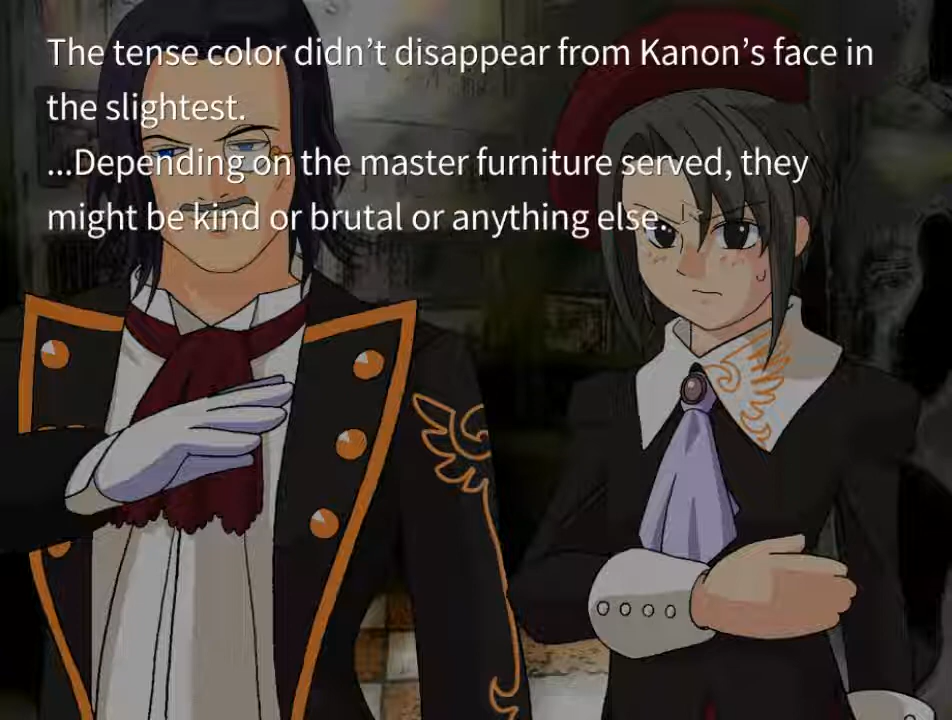 The tense color didn’t disappear from Kanon’s face in
the slightest.
...Depending on the master furniture served, they
might be kind or brutal or anything else.